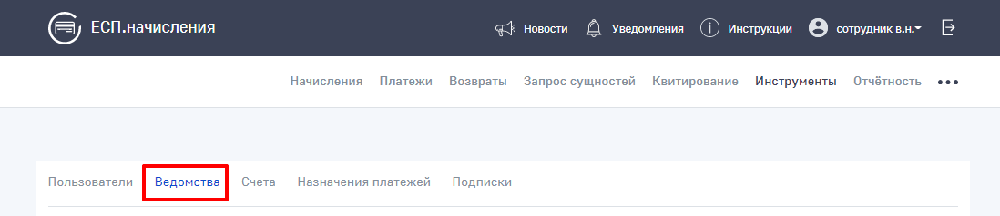 ЕСП.начисления Новости Уведомления Инструкции сотрудник в.н.
Начисления Платежи Возвраты Запрос сущностей Квитирование Инструменты Отчётность
Пользователи Ведомства Счета Назначения платежей Подписки